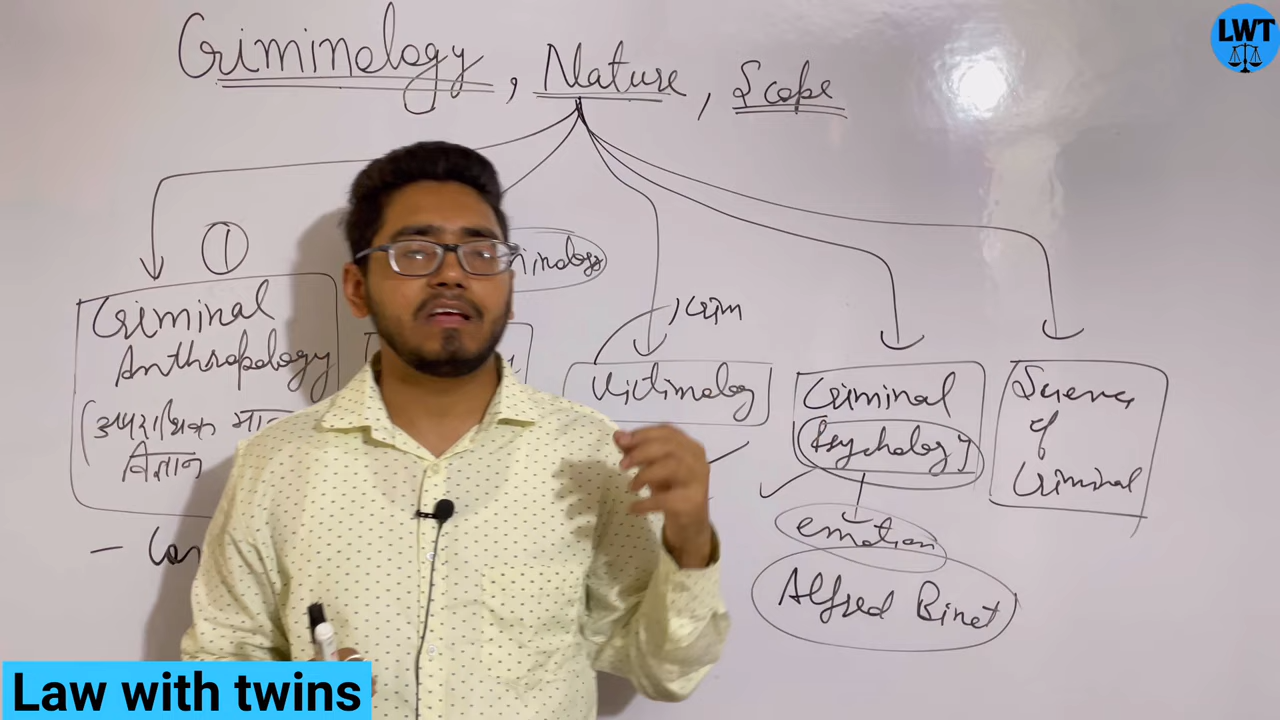 Criminology, Nature, Scope
LWT
①
Criminal
Anthropology
विज्ञान
Victimology
Criminal
Psychology
emotion
Alfred Binet
Science
of
Criminal
Law with twins